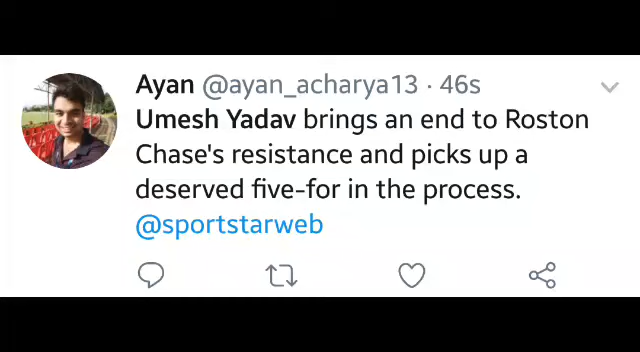 Ayan @ayan_acharya13 · 46s
Umesh Yadav brings an end to Roston
Chase's resistance and picks up a
deserved five-for in the process.
@sportstarweb